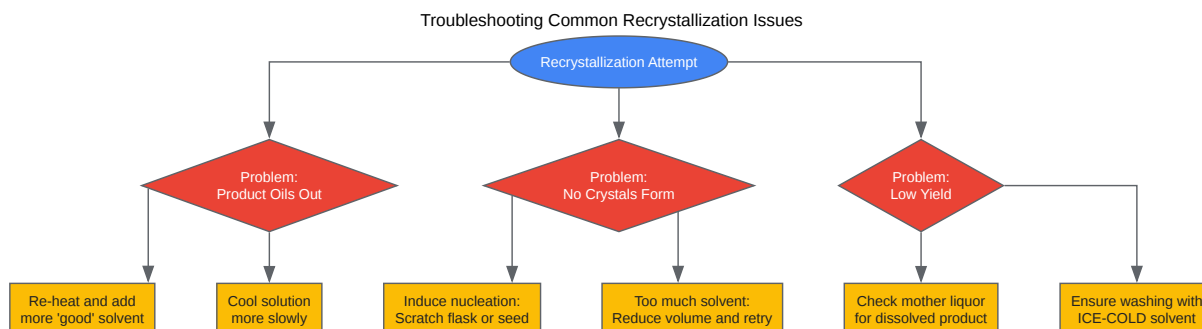 Troubleshooting Common Recrystallization Issues
Recrystallization Attempt
Problem:
Product Oils Out
Problem:
No Crystals Form
Problem:
Low Yield
Re-heat and add
more 'good' solvent
Cool solution
more slowly
Induce nucleation:
Scratch flask or seed
Too much solvent:
Reduce volume and retry
Check mother liquor
for dissolved product
Ensure washing with
ICE-COLD solvent